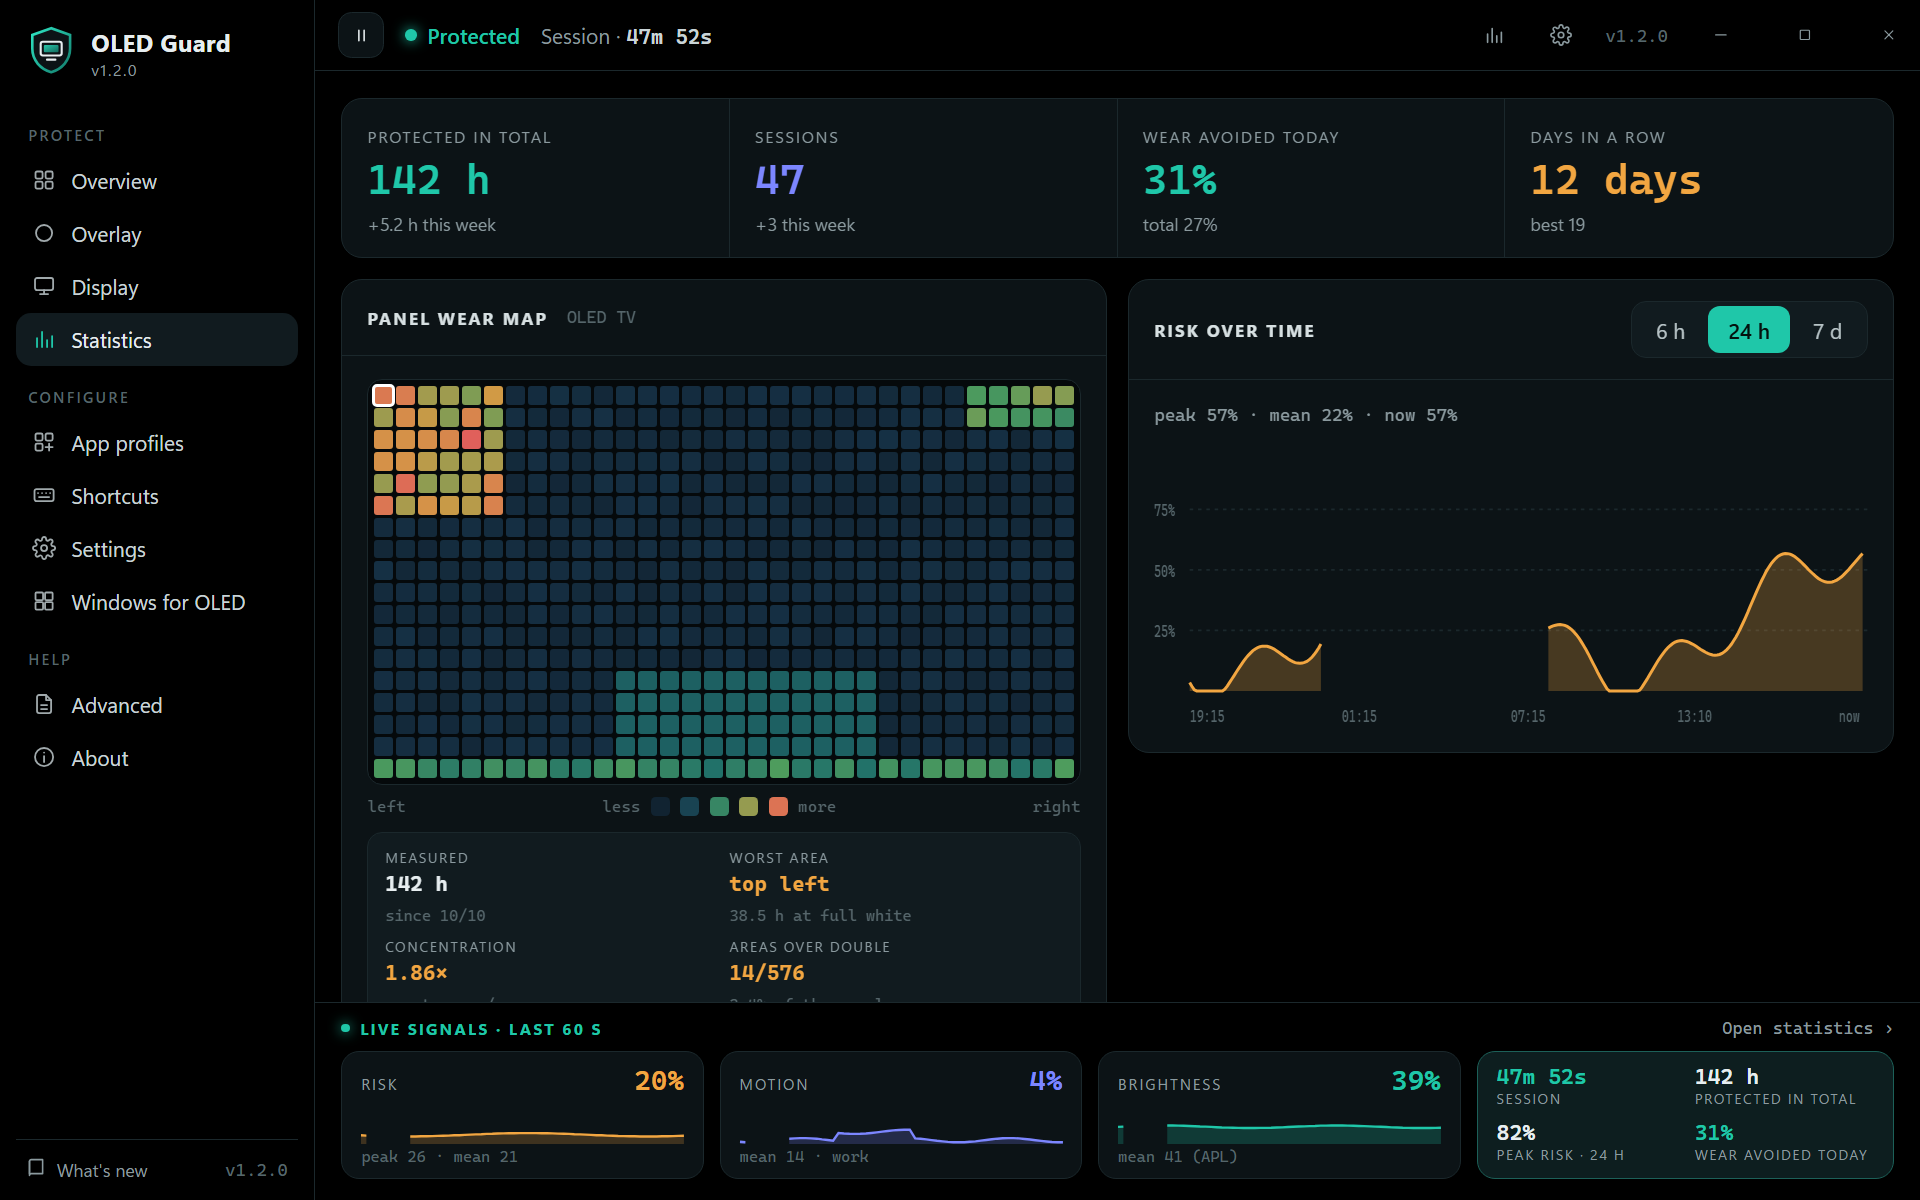 OLED Guard
v1.2.0
PROTECT
Overview
Overlay
Display
Statistics
CONFIGURE
App profiles
Shortcuts
Settings
Windows for OLED
HELP
Advanced
About
What's new v1.2.0
Protected Session · 47m 52s v1.2.0
PROTECTED IN TOTAL
142 h
+5.2 h this week
SESSIONS
47
+3 this week
WEAR AVOIDED TODAY
31%
total 27%
DAYS IN A ROW
12 days
best 19
PANEL WEAR MAP OLED TV
left less more right
MEASURED
142 h
since 10/10
WORST AREA
top left
38.5 h at full white
CONCENTRATION
1.86×
AREAS OVER DOUBLE
14/576
RISK OVER TIME 6 h 24 h 7 d
peak 57% · mean 22% · now 57%
75%
50%
25%
19:15 01:15 07:15 13:10 now
LIVE SIGNALS · LAST 60 S Open statistics ›
RISK 20%
peak 26 · mean 21
MOTION 4%
mean 14 · work
BRIGHTNESS 39%
mean 41 (APL)
47m 52s
SESSION
142 h
PROTECTED IN TOTAL
82%
PEAK RISK · 24 H
31%
WEAR AVOIDED TODAY